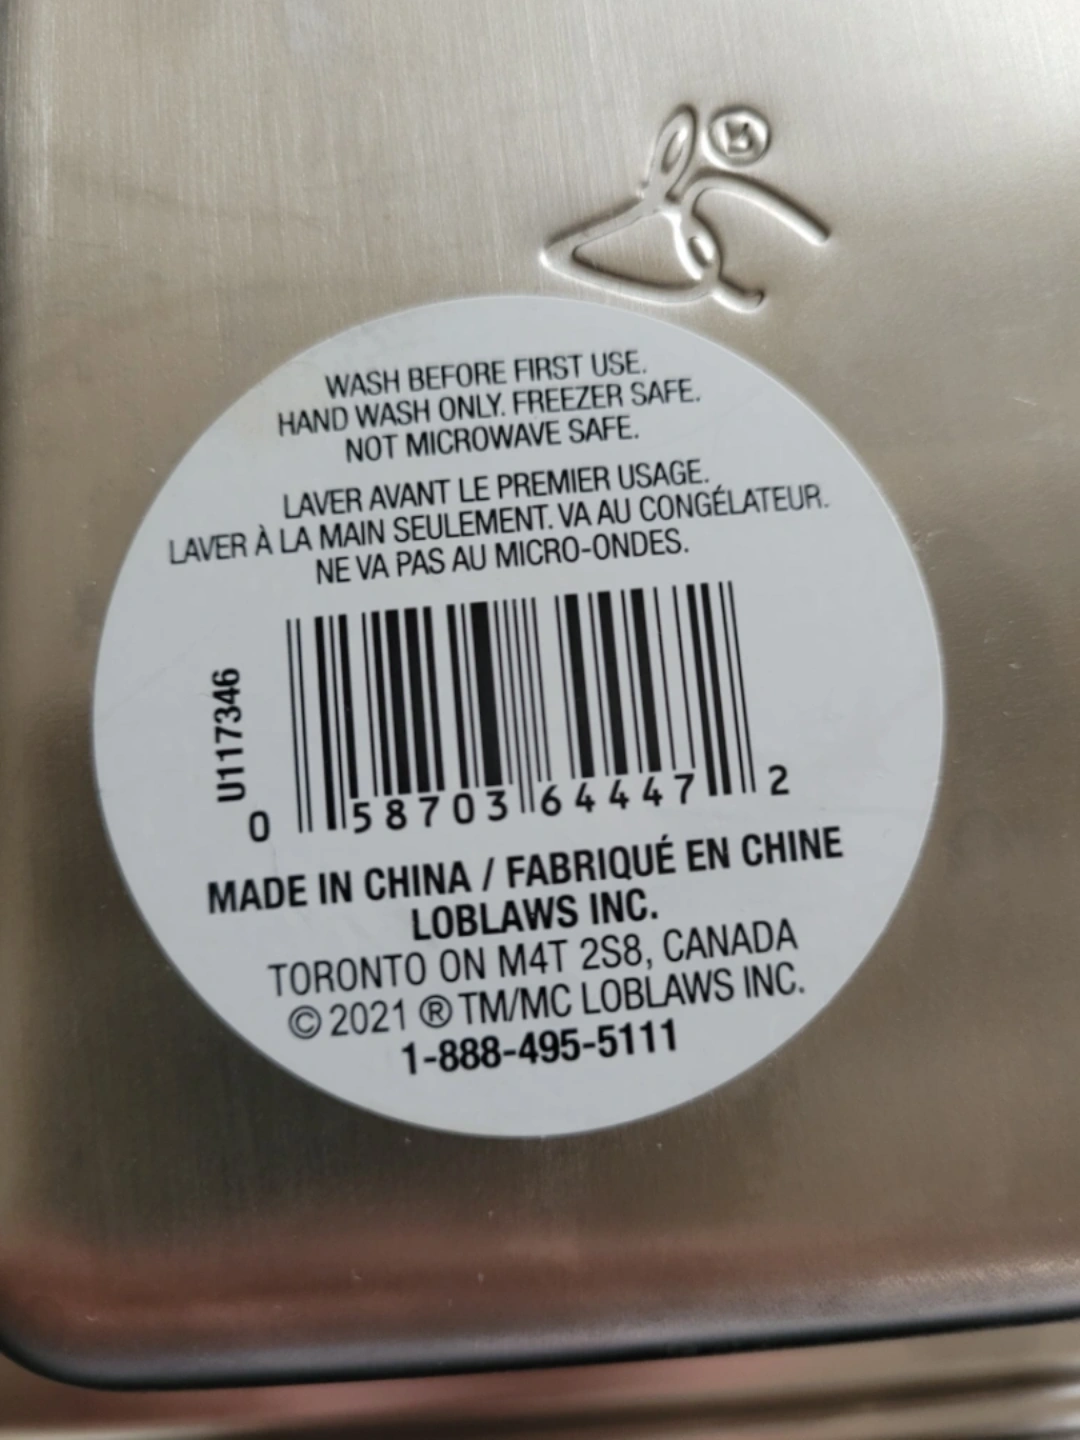 WASH BEFORE FIRST USE.
HAND WASH ONLY. FREEZER SAFE.
NOT MICROWAVE SAFE.
LAVER AVANT LE PREMIER USAGE.
LAVER À LA MAIN SEULEMENT. VA AU CONGÉLATEUR.
NE VA PAS AU MICRO-ONDES.
U117346
0 58703 64447 2
MADE IN CHINA / FABRIQUÉ EN CHINE
LOBLAWS INC.
TORONTO ON M4T 2S8, CANADA
© 2021 ® TM/MC LOBLAWS INC.
1-888-495-5111